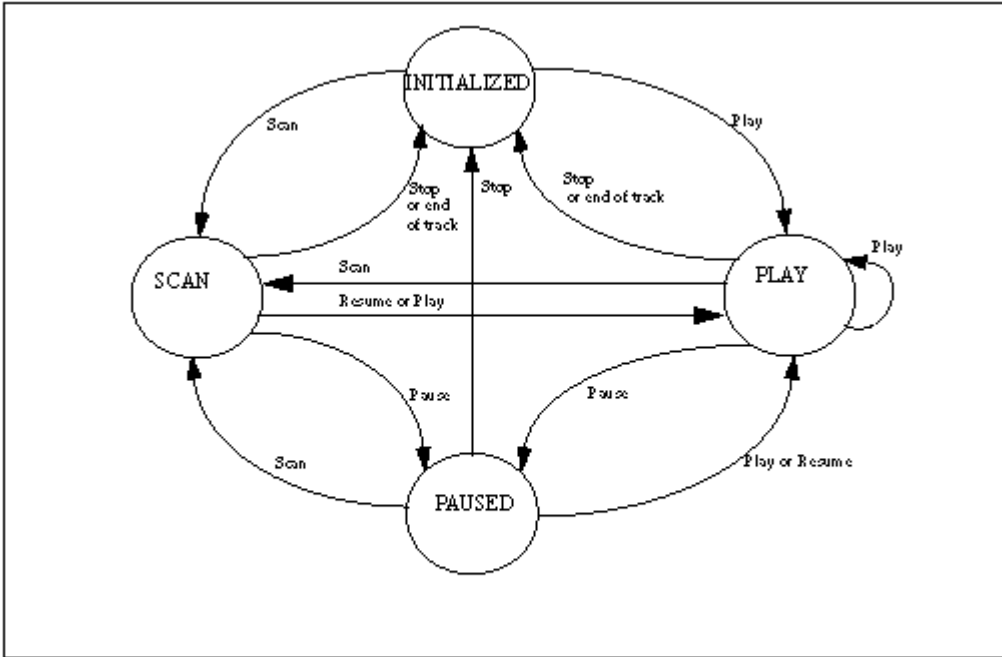 INITIALIZED
Scan
Play
Stop
or end
of track
Stop
Stop
or end of track
SCAN
Scan
PLAY
Play
Resume or Play
Pause
Pause
Scan
Play or Resume
PAUSED